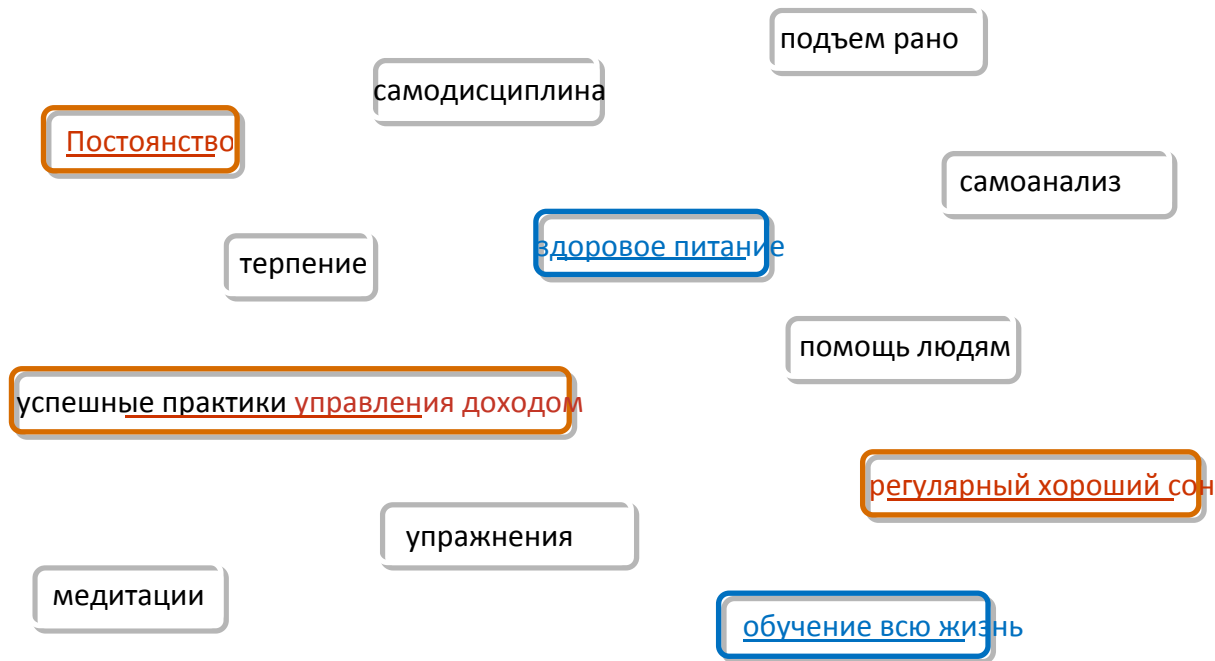 подъем рано
самодисциплина
Постоянство
самоанализ
здоровое питание
терпение
помощь людям
успешные практики управления доходом
регулярный хороший сон
упражнения
медитации
обучение всю жизнь